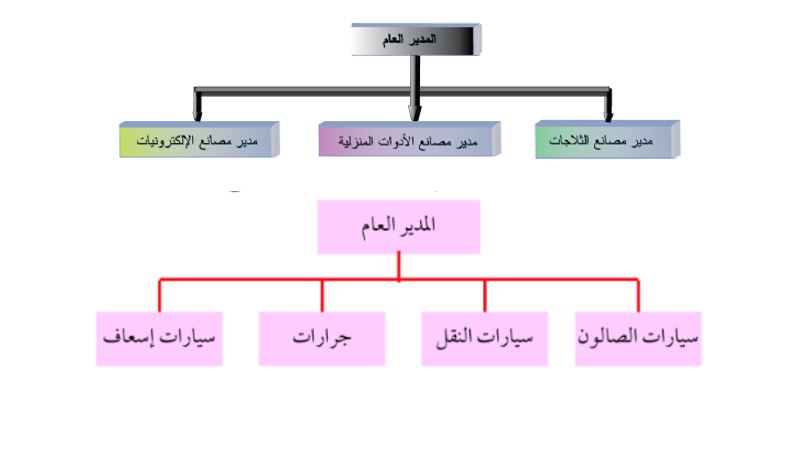 المدير العام
مدير مصانع الثلاجات
مدير مصانع الأدوات المنزلية
مدير مصانع الإلكترونيات
المدير العام
سيارات الصالون
سيارات النقل
جرارات
سيارات إسعاف